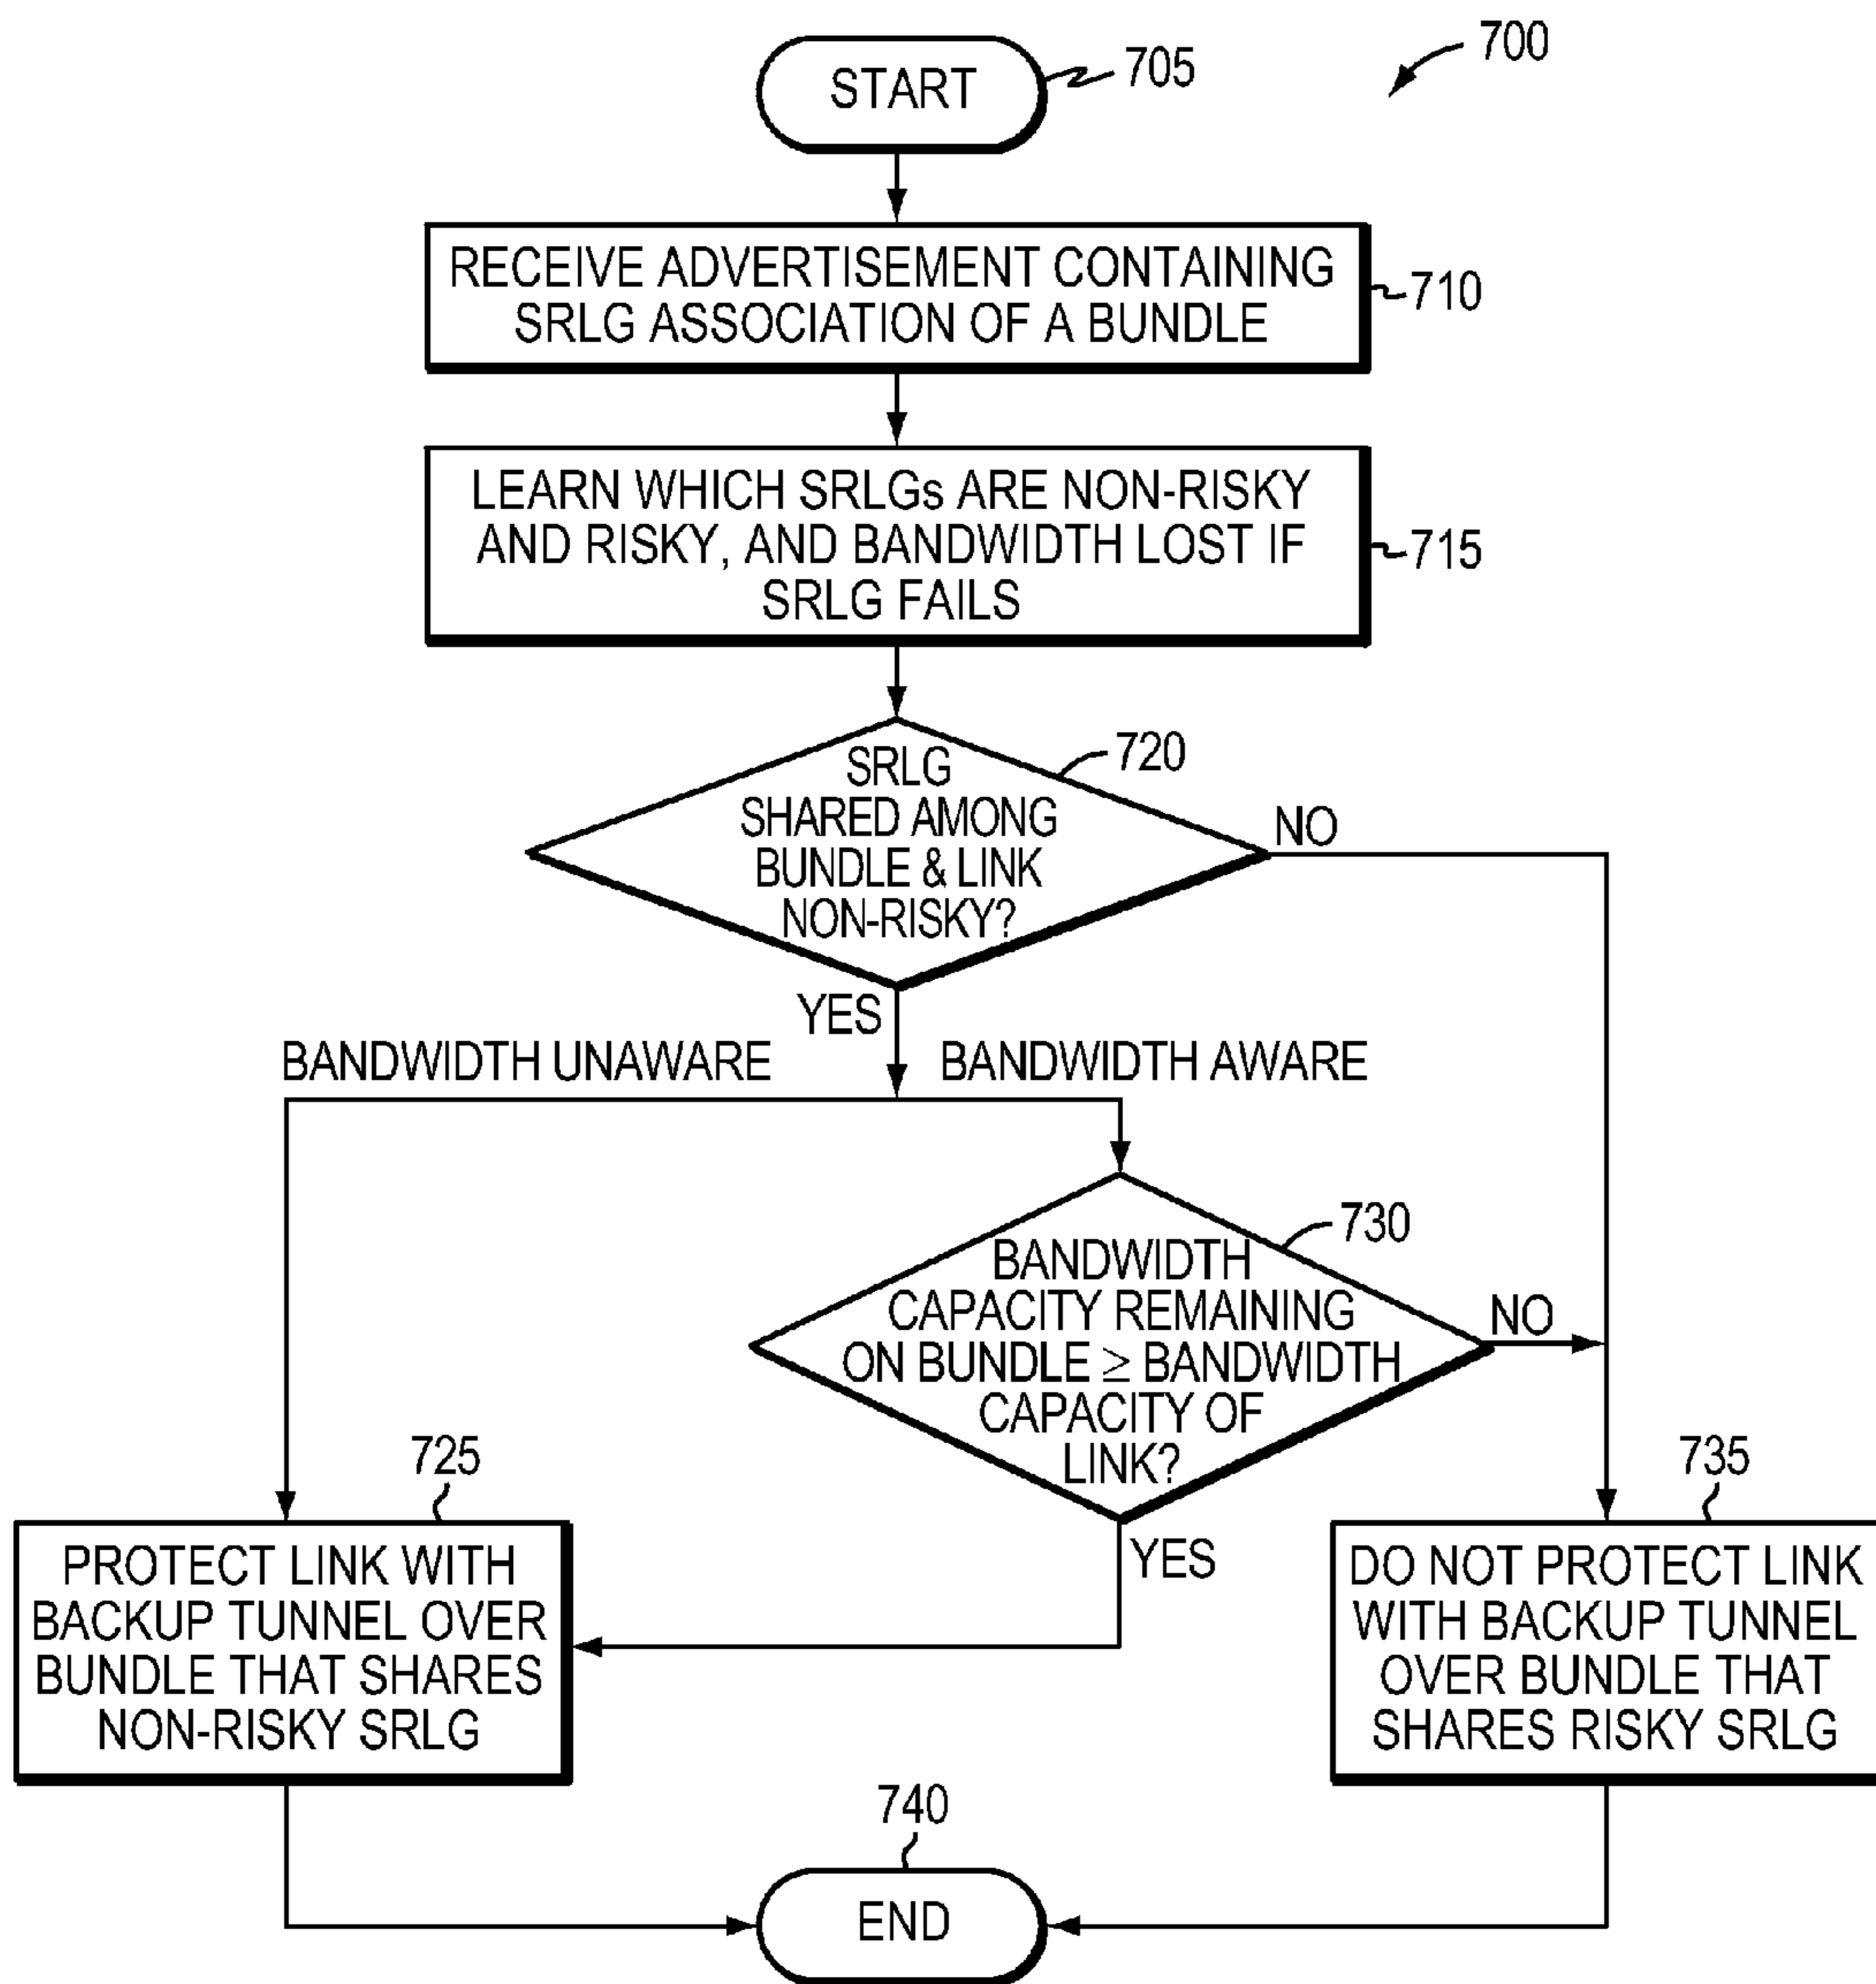 700
START
705
RECEIVE ADVERTISEMENT CONTAINING
SRLG ASSOCIATION OF A BUNDLE
710
LEARN WHICH SRLGs ARE NON-RISKY
AND RISKY, AND BANDWIDTH LOST IF
SRLG FAILS
715
SRLG
SHARED AMONG
BUNDLE & LINK
NON-RISKY?
720
NO
YES
BANDWIDTH UNAWARE
BANDWIDTH AWARE
BANDWIDTH
CAPACITY REMAINING
ON BUNDLE ≥ BANDWIDTH
CAPACITY OF
LINK?
730
NO
YES
725
PROTECT LINK WITH
BACKUP TUNNEL OVER
BUNDLE THAT SHARES
NON-RISKY SRLG
735
DO NOT PROTECT LINK
WITH BACKUP TUNNEL
OVER BUNDLE THAT
SHARES RISKY SRLG
740
END